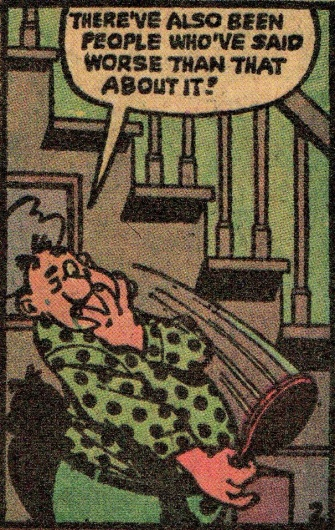 THERE'VE ALSO BEEN
PEOPLE WHO'VE SAID
WORSE THAN THAT
ABOUT IT!
2